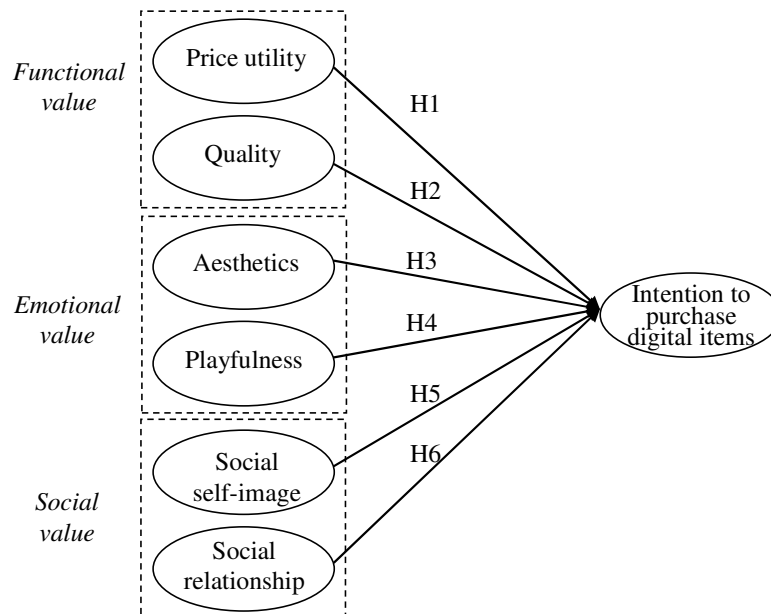 Functional
value
Price utility
H1
Quality
H2
Emotional
value
Aesthetics
H3
Playfulness
H4
Social
value
Social
self-image
H5
Social
relationship
H6
Intention to
purchase
digital items